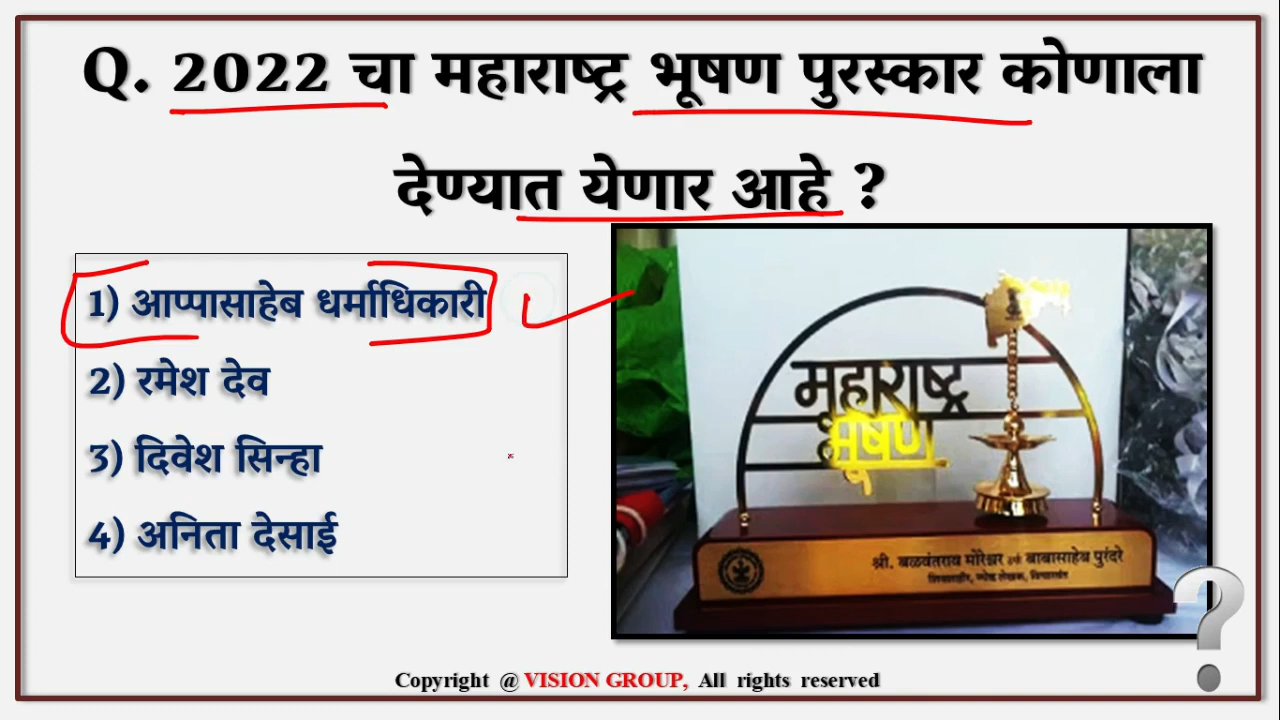 Q. 2022 चा महाराष्ट्र भूषण पुरस्कार कोणाला
देण्यात येणार आहे ?
1) आप्पासाहेब धर्माधिकारी
2) रमेश देव
3) दिवेश सिन्हा
4) अनिता देसाई
महाराष्ट्र
भूषण
श्री. बळवंतराव मोरेश्वर उर्फ बाबासाहेब पुरंदरे
?
Copyright @ VISION GROUP, All rights reserved